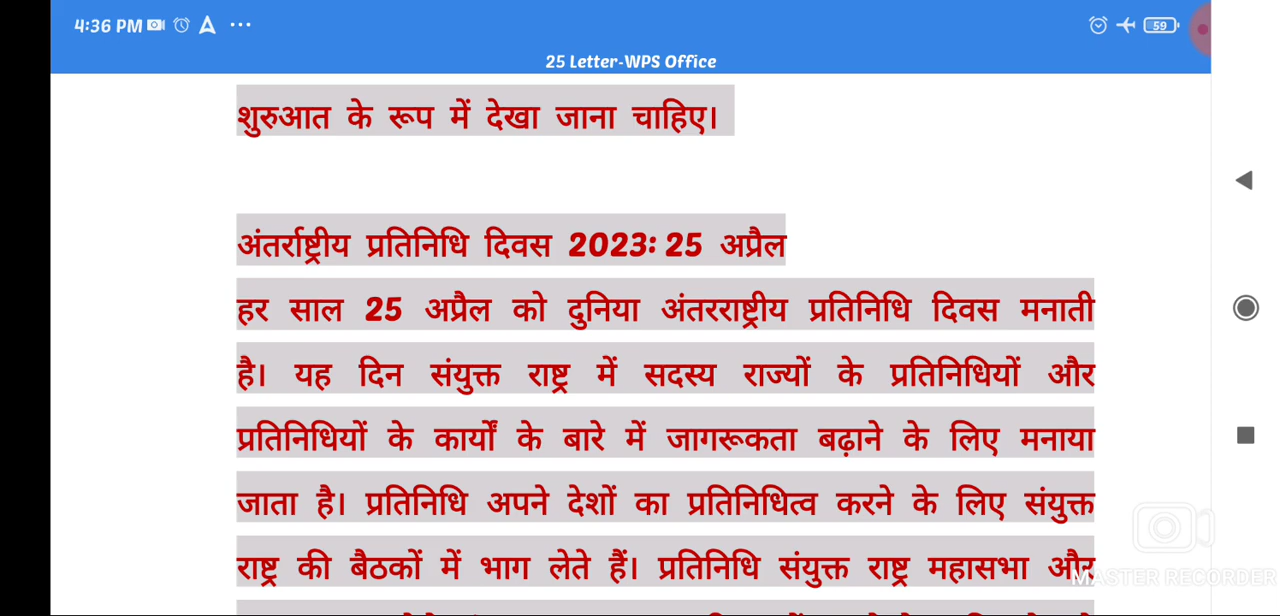 4:36 PM
59
25 Letter-WPS Office
शुरुआत के रूप में देखा जाना चाहिए।
अंतर्राष्ट्रीय प्रतिनिधि दिवस 2023: 25 अप्रैल
हर साल 25 अप्रैल को दुनिया अंतरराष्ट्रीय प्रतिनिधि दिवस मनाती
है। यह दिन संयुक्त राष्ट्र में सदस्य राज्यों के प्रतिनिधियों और
प्रतिनिधियों के कार्यों के बारे में जागरूकता बढ़ाने के लिए मनाया
जाता है। प्रतिनिधि अपने देशों का प्रतिनिधित्व करने के लिए संयुक्त
राष्ट्र की बैठकों में भाग लेते हैं। प्रतिनिधि संयुक्त राष्ट्र महासभा और
MASTER RECORDER